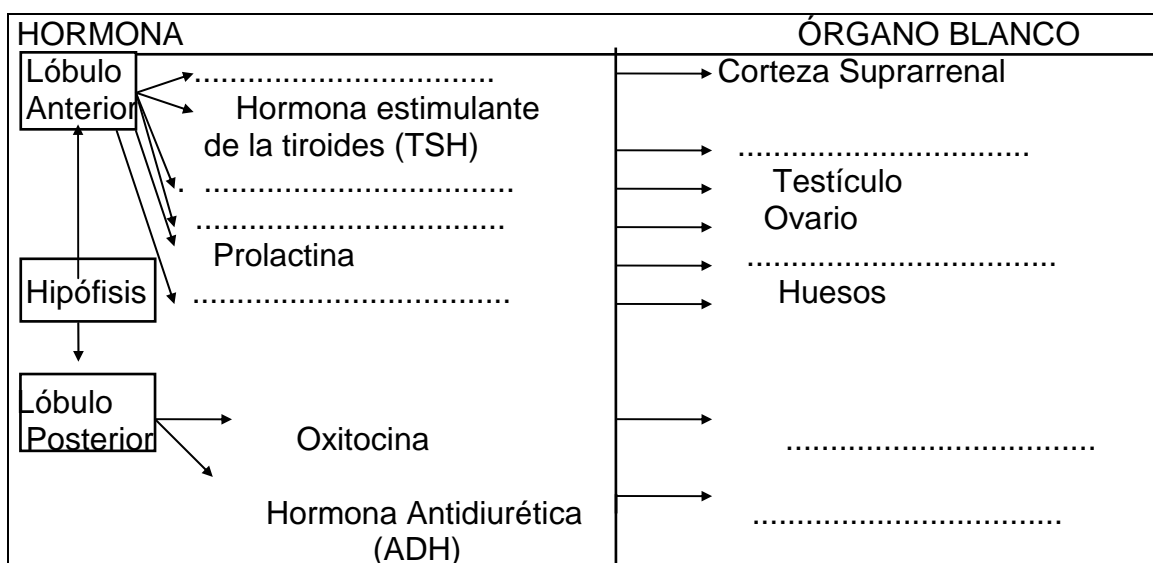 HORMONA ÓRGANO BLANCO
Lóbulo
Anterior
Hipófisis
Lóbulo
Posterior
....................................
Hormona estimulante
de la tiroides (TSH)
. ...................................
...................................
Prolactina
....................................
Oxitocina
Hormona Antidiurética
(ADH)
Corteza Suprarrenal
.................................
Testículo
Ovario
...................................
Huesos
...................................
...................................